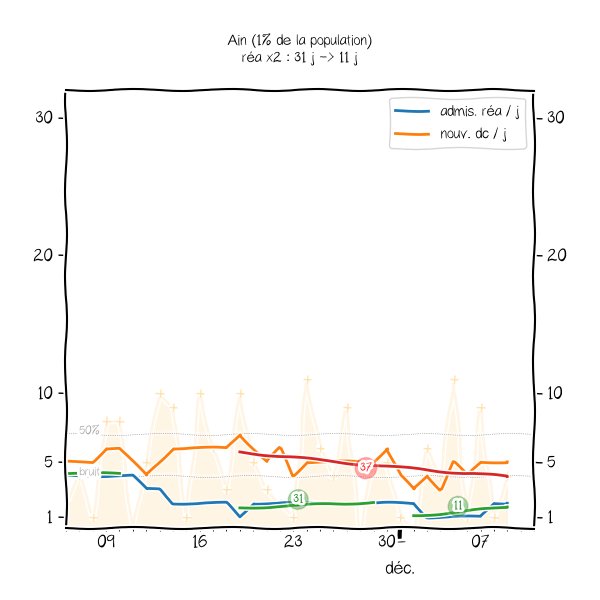 Ain (1% de la population)
réa x2 : 31 j -> 11 j
admis. réa / j
nouv. dc / j
30 30
20 20
10 10
50%
5 5
37
bruit
31
11
1 1
09 16 23 30 07
déc.